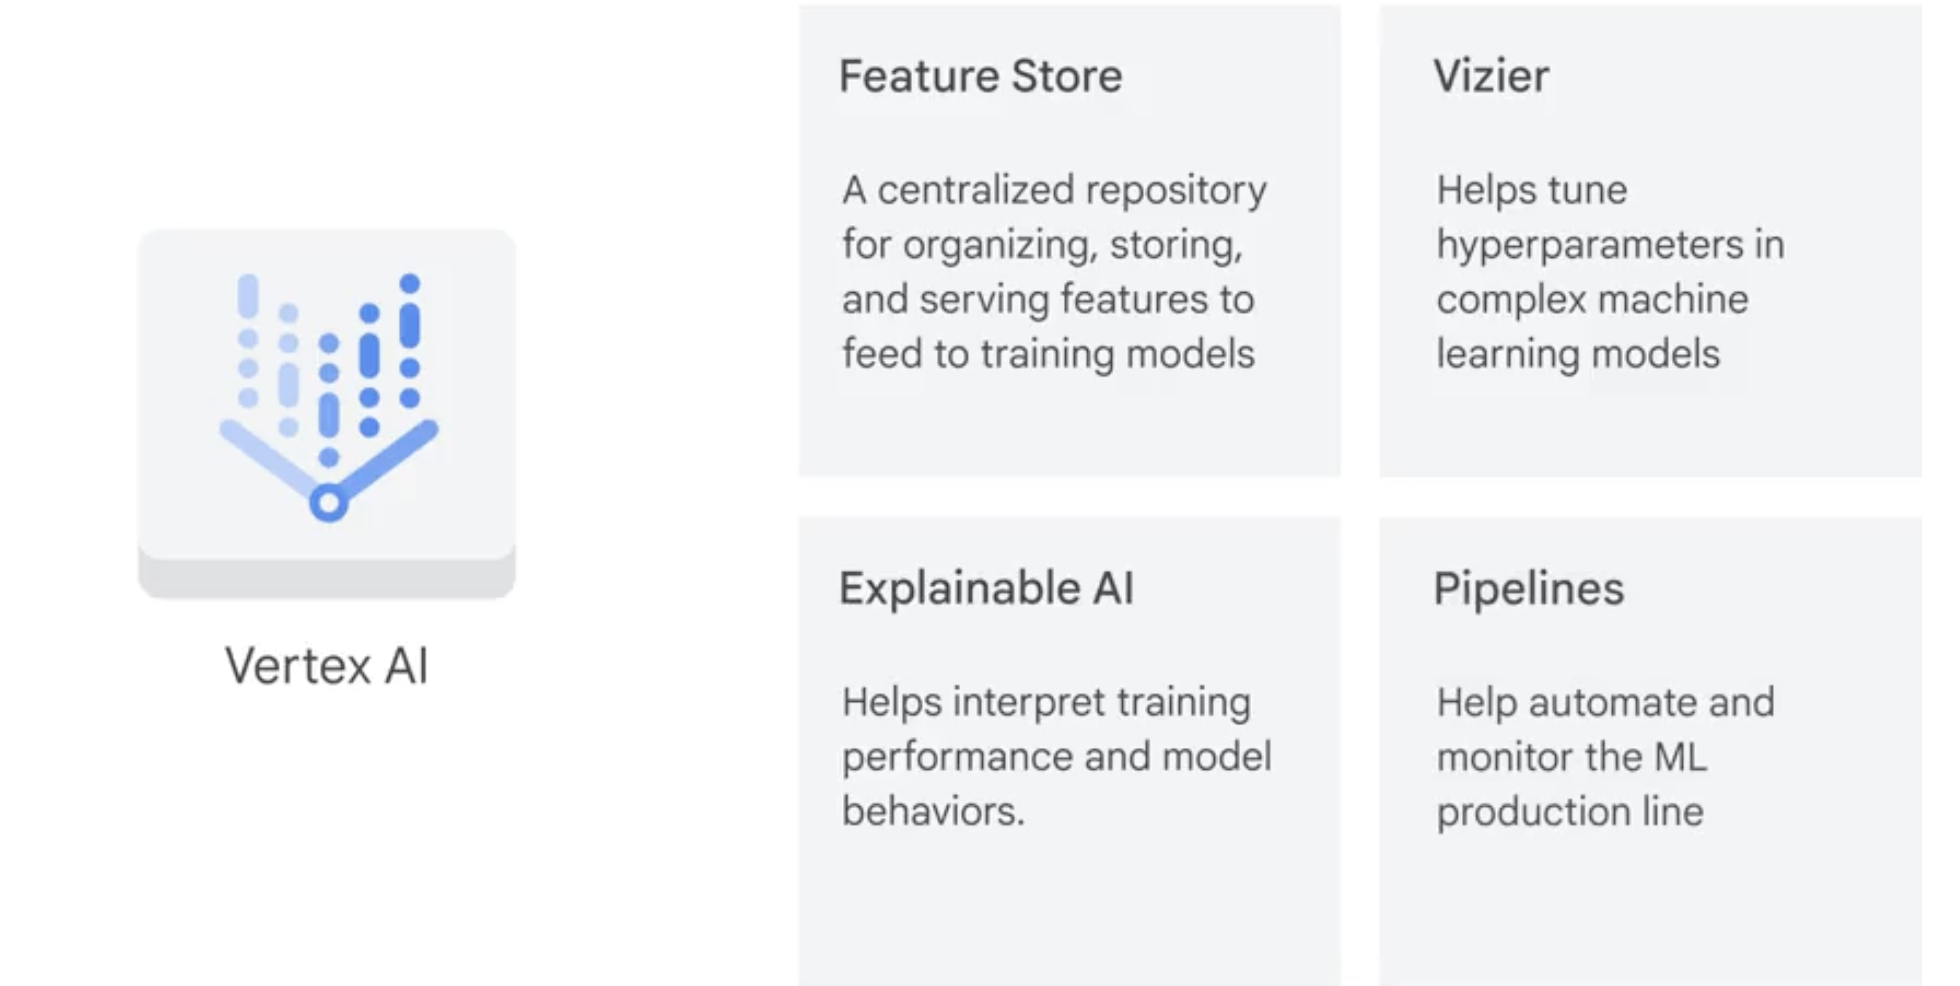 Vertex AI
Feature Store
A centralized repository
for organizing, storing,
and serving features to
feed to training models
Vizier
Helps tune
hyperparameters in
complex machine
learning models
Explainable AI
Helps interpret training
performance and model
behaviors.
Pipelines
Help automate and
monitor the ML
production line